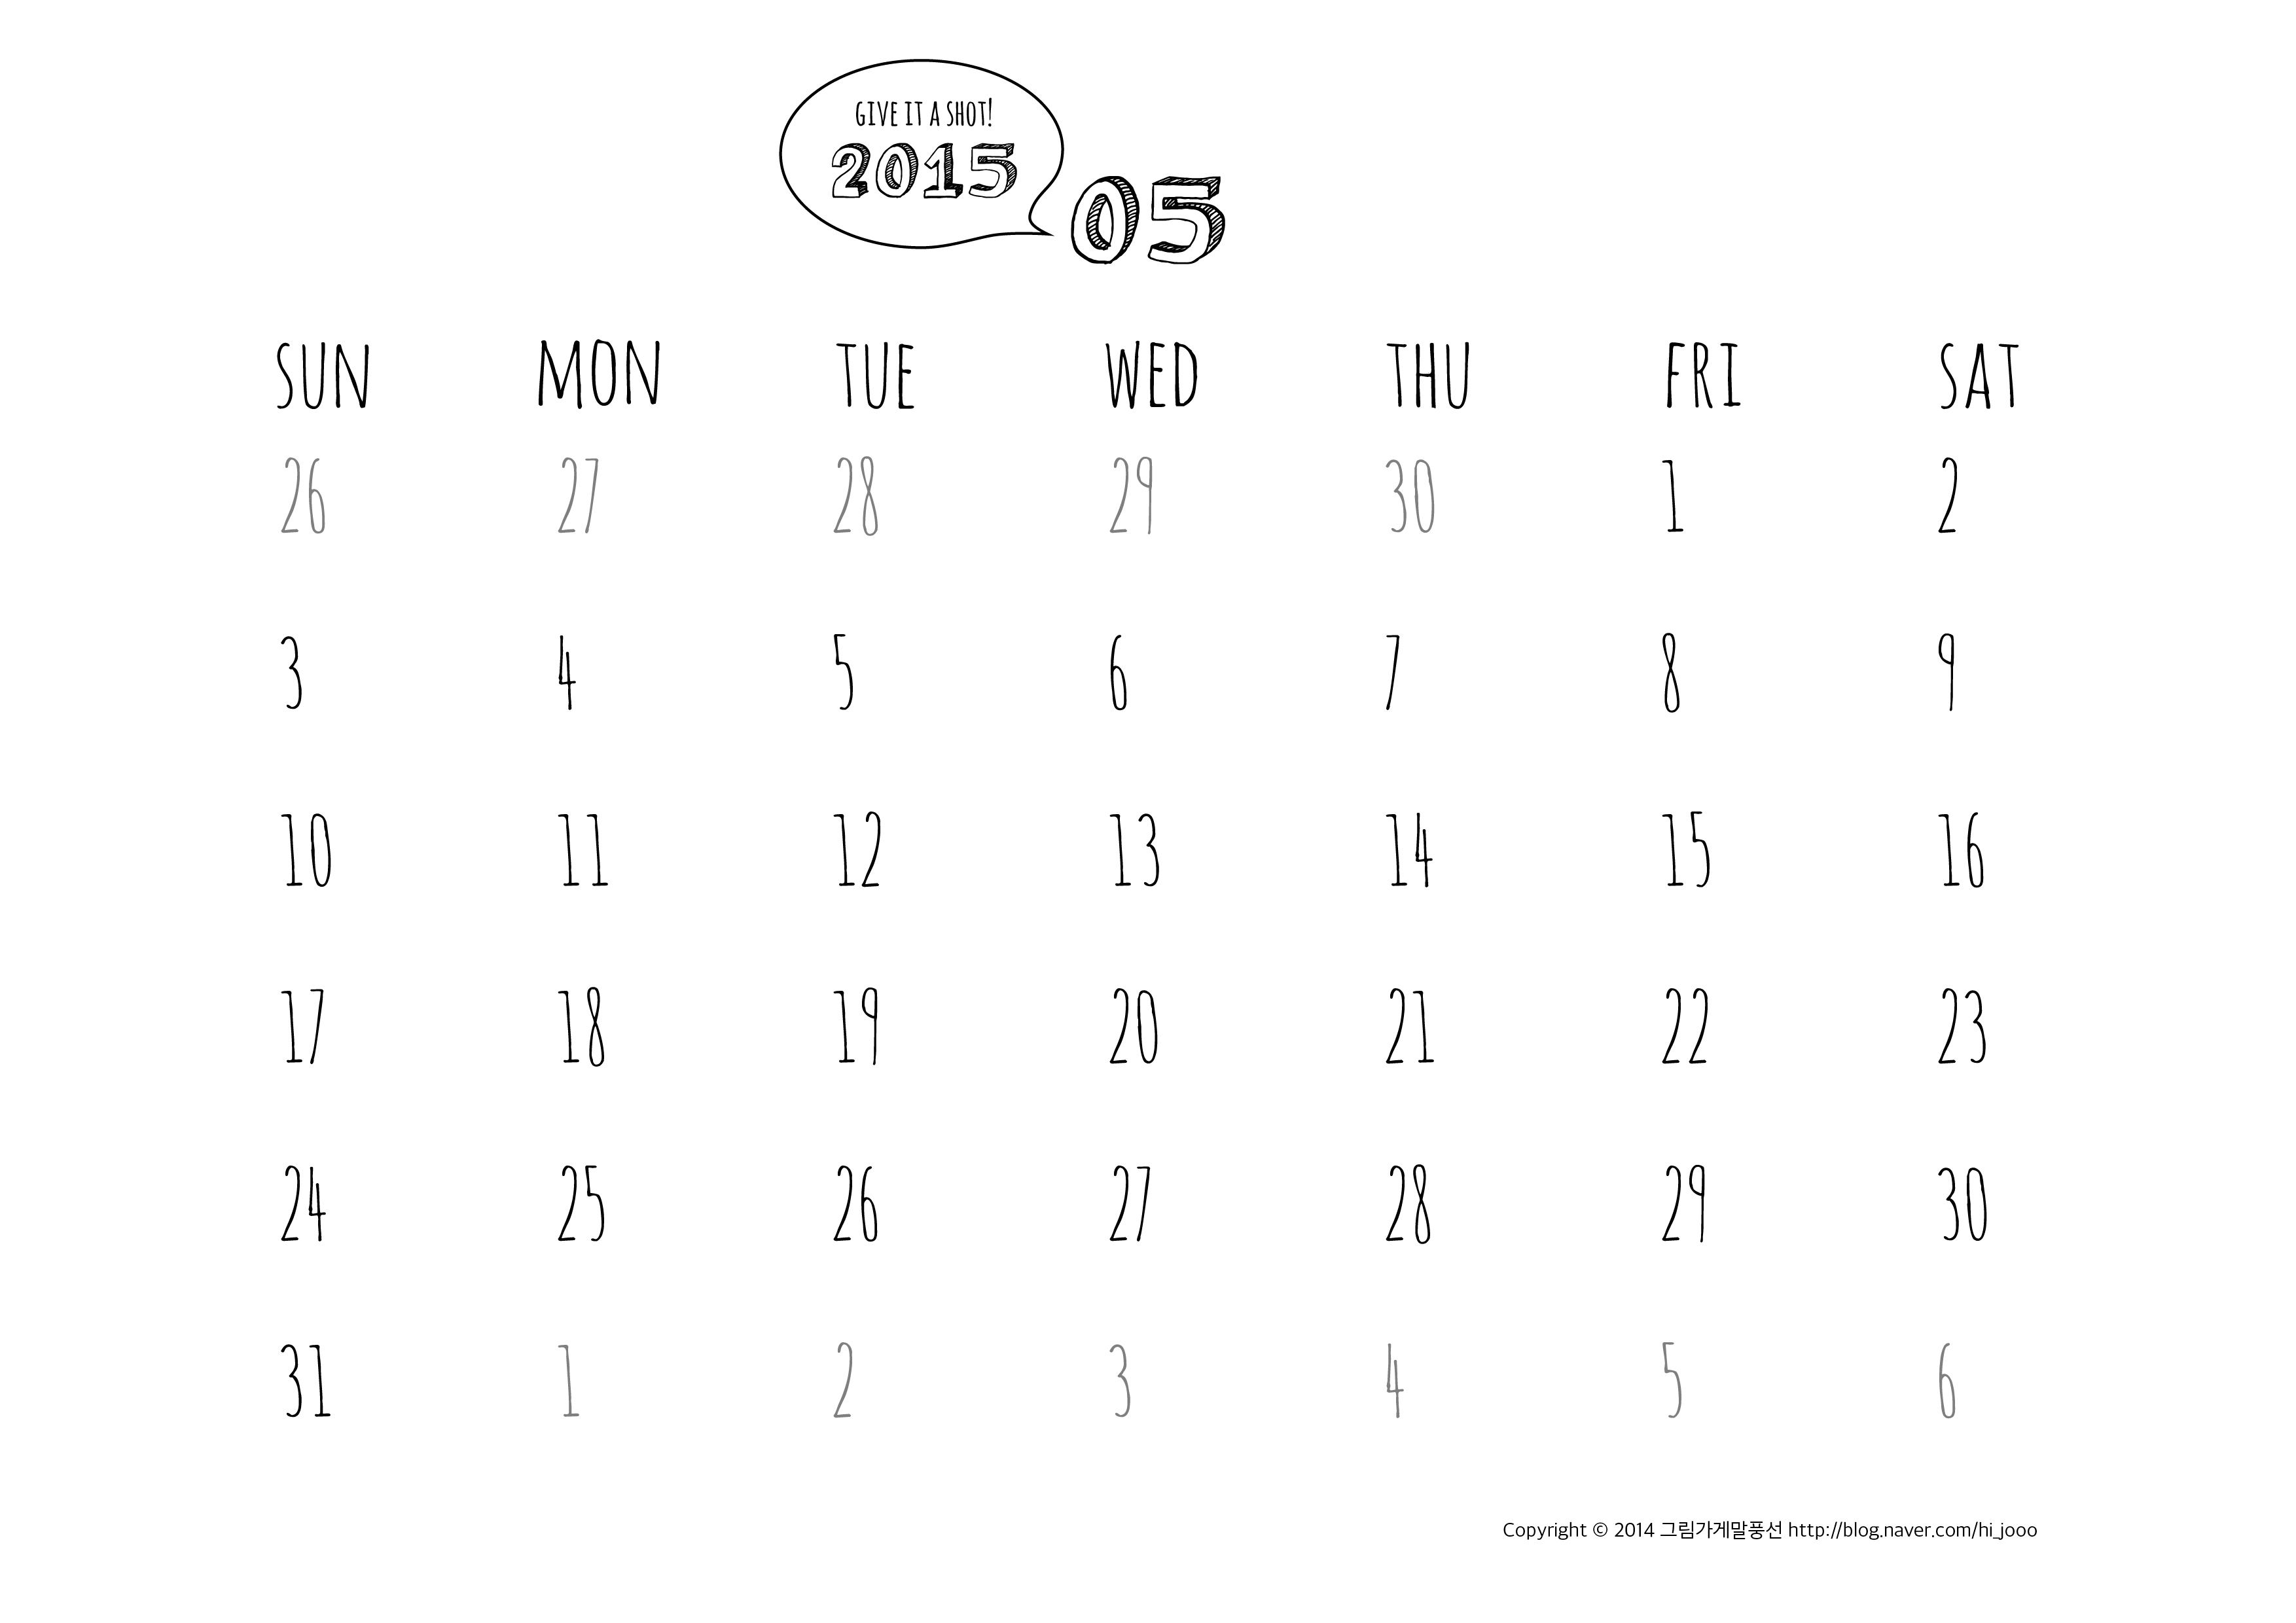 GIVE IT A SHOT!
2015
05
SUN MON TUE WED THU FRI SAT
26 27 28 29 30 1 2
3 4 5 6 7 8 9
10 11 12 13 14 15 16
17 18 19 20 21 22 23
24 25 26 27 28 29 30
31 1 2 3 4 5 6
Copyright © 2014 그림가게말풍선 http://blog.naver.com/hi_jooo